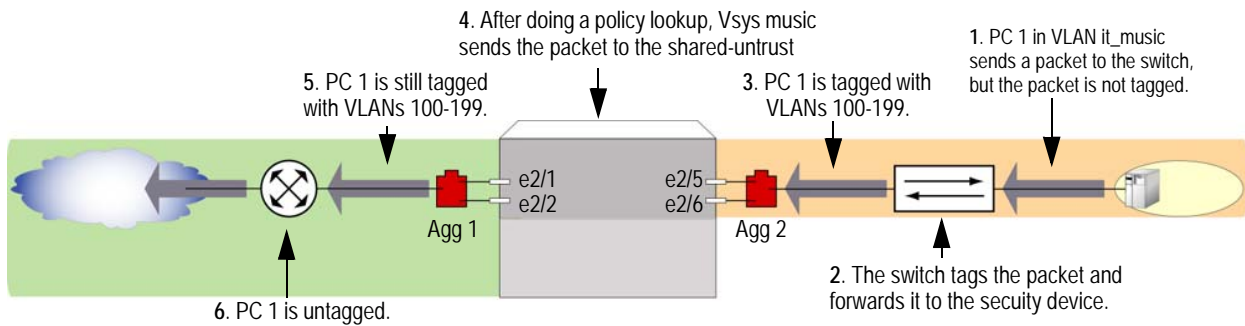 4. After doing a policy lookup, Vsys music
sends the packet to the shared-untrust
1. PC 1 in VLAN it_music
sends a packet to the switch,
but the packet is not tagged.
5. PC 1 is still tagged
with VLANs 100-199.
3. PC 1 is tagged with
VLANs 100-199.
e2/1
e2/2
e2/5
e2/6
Agg 1
Agg 2
2. The switch tags the packet and
forwards it to the secuity device.
6. PC 1 is untagged.